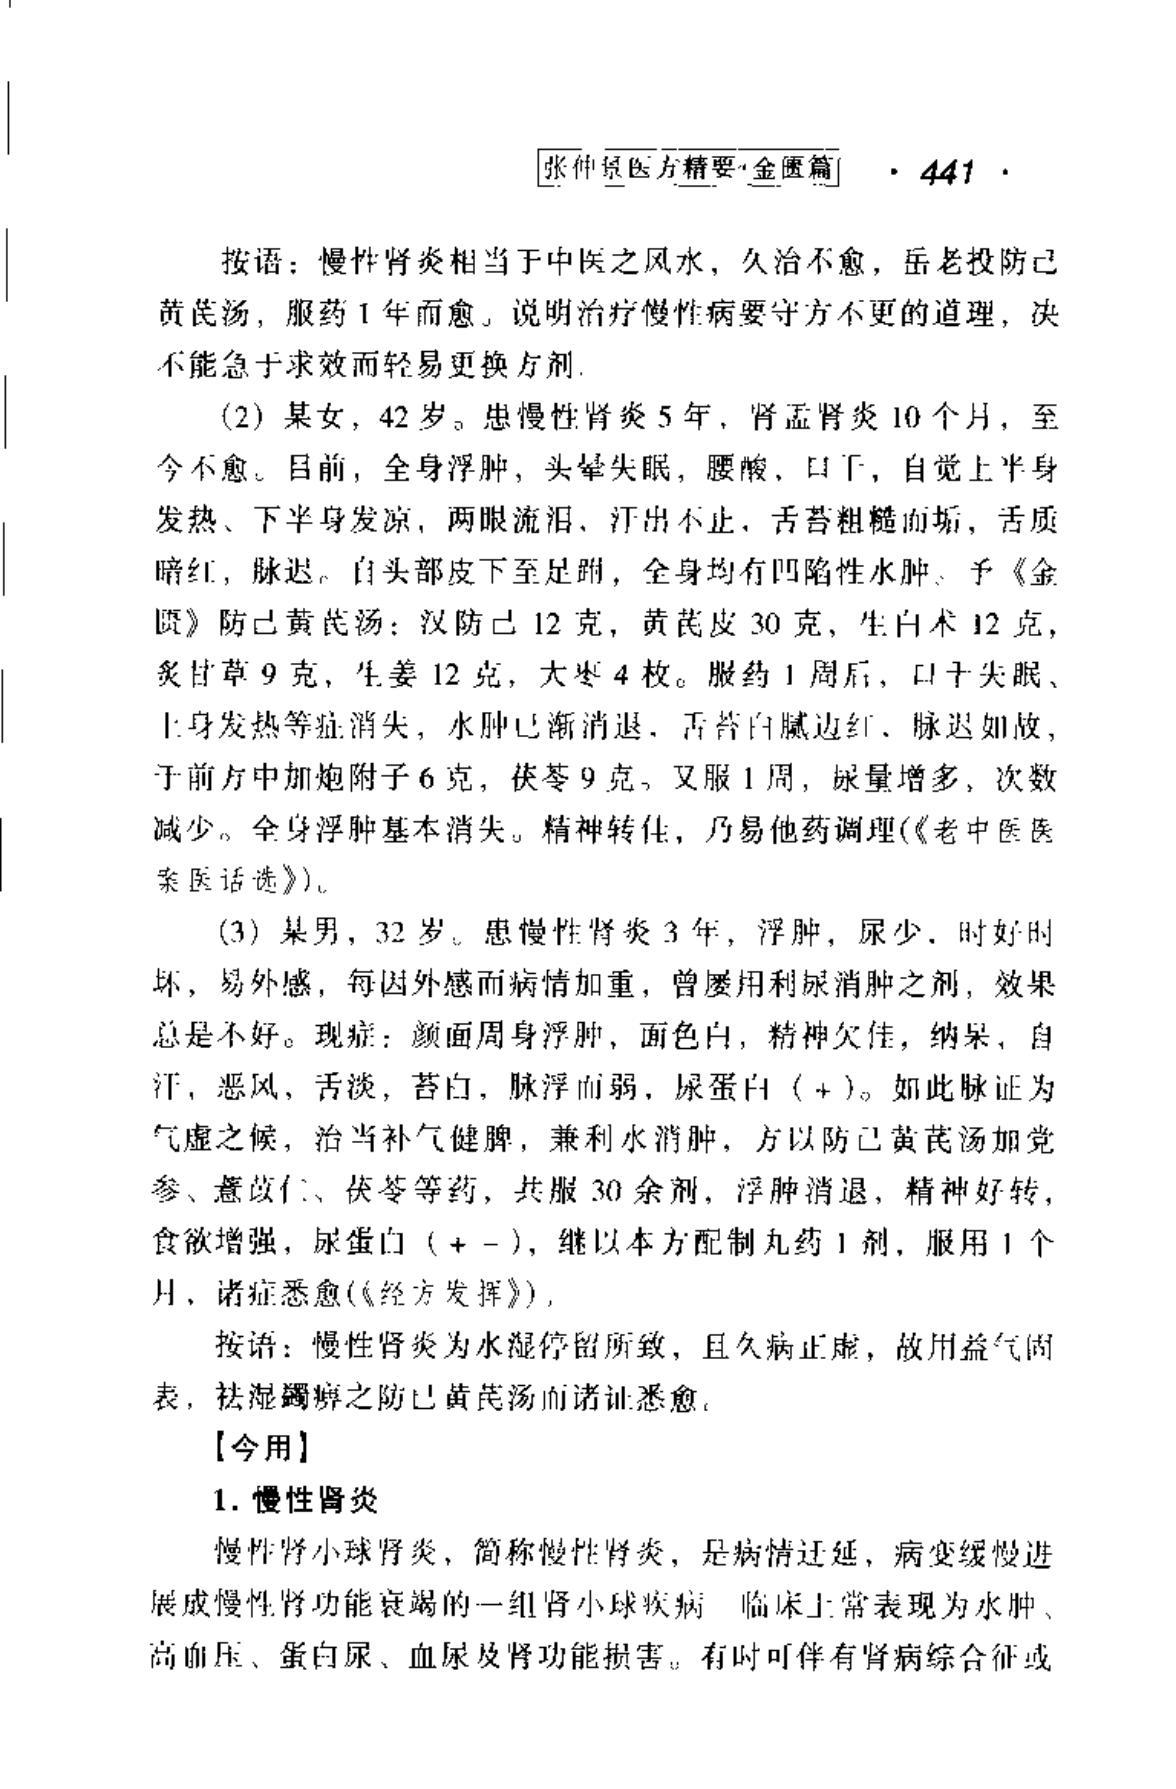 张仲景医方精要·金匮篇 · 441 ·
按语：慢性肾炎相当于中医之风水，久治不愈，岳老投防己
黄芪汤，服药1年而愈。说明治疗慢性病要守方不更的道理，决
不能急于求效而轻易更换方剂.
（2）某女，42岁。患慢性肾炎5年，肾盂肾炎10个月，至
今不愈。目前，全身浮肿，头晕失眠，腰酸，口干，自觉上半身
发热、下半身发凉，两眼流泪，汗出不止，舌苔粗糙而垢，舌质
暗红，脉迟。自头部皮下至足跗，全身均有凹陷性水肿。予《金
匮》防己黄芪汤：汉防己12克，黄芪皮30克，生白术12克，
炙甘草9克，生姜12克，大枣4枚。服药1周后，口干失眠、
上身发热等症消失，水肿已渐消退，舌苔白腻边红，脉迟如故，
于前方中加炮附子6克，茯苓9克。又服1周，尿量增多，次数
减少。全身浮肿基本消失。精神转佳，乃易他药调理(《老中医医
案医话选》)。
（3）某男，32岁。患慢性肾炎3年，浮肿，尿少，时好时
坏，易外感，每因外感而病情加重，曾屡用利尿消肿之剂，效果
总是不好。现症：颜面周身浮肿，面色白，精神欠佳，纳呆，自
汗，恶风，舌淡，苔白，脉浮而弱，尿蛋白（+）。如此脉证为
气虚之候，治当补气健脾，兼利水消肿，方以防己黄芪汤加党
参、薏苡仁、茯苓等药，共服30余剂，浮肿消退，精神好转，
食欲增强，尿蛋白（+-），继以本方配制丸药1剂，服用1个
月，诸症悉愈(《经方发挥》)，
按语：慢性肾炎为水湿停留所致，且久病正虚，故用益气固
表，祛湿蠲痹之防己黄芪汤而诸证悉愈。
【今用】
1. 慢性肾炎
慢性肾小球肾炎，简称慢性肾炎，是病情迁延，病变缓慢进
展成慢性肾功能衰竭的一组肾小球疾病 临床上常表现为水肿、
高血压、蛋白尿、血尿及肾功能损害。有时可伴有肾病综合征或